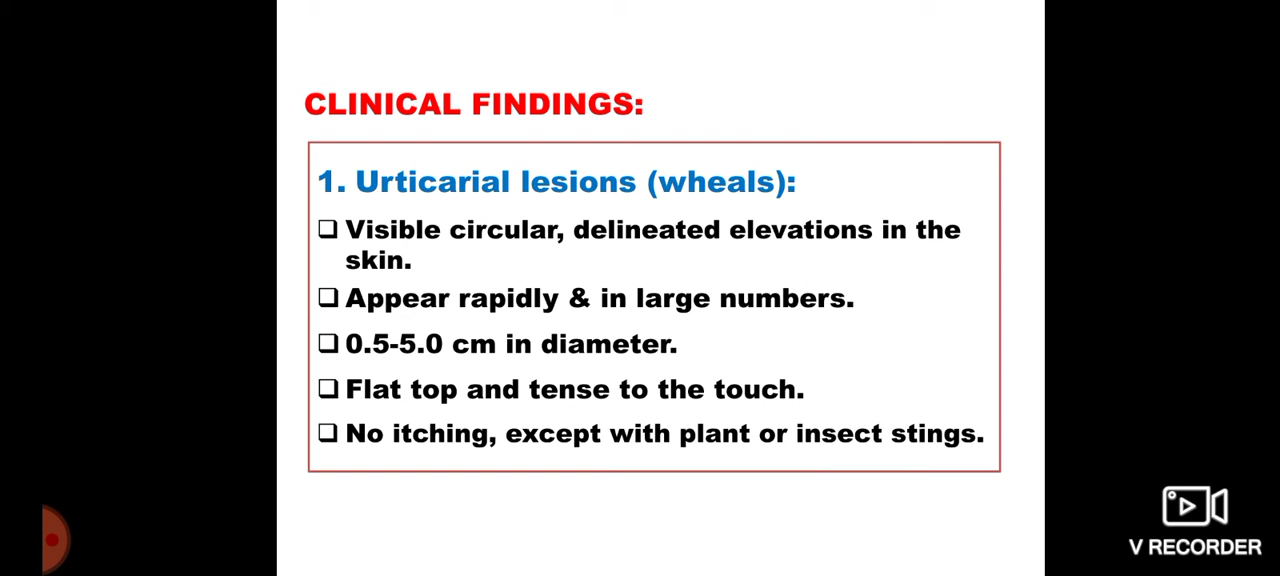 CLINICAL FINDINGS:
1. Urticarial lesions (wheals):
❑ Visible circular, delineated elevations in the
skin.
❑ Appear rapidly & in large numbers.
❑ 0.5-5.0 cm in diameter.
❑ Flat top and tense to the touch.
❑ No itching, except with plant or insect stings.
V RECORDER